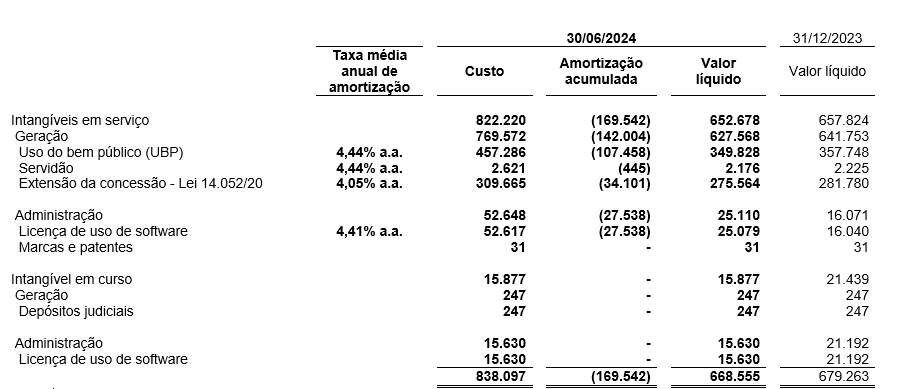 30/06/2024 31/12/2023
Taxa média anual de amortização Custo Amortização acumulada Valor líquido Valor líquido
Intangíveis em serviço 822.220 (169.542) 652.678 657.824
Geração 769.572 (142.004) 627.568 641.753
Uso do bem público (UBP) 4,44% a.a. 457.286 (107.458) 349.828 357.748
Servidão 4,44% a.a. 2.621 (445) 2.176 2.225
Extensão da concessão - Lei 14.052/20 4,05% a.a. 309.665 (34.101) 275.564 281.780
Administração 52.648 (27.538) 25.110 16.071
Licença de uso de software 4,41% a.a. 52.617 (27.538) 25.079 16.040
Marcas e patentes 31 - 31 31
Intangível em curso 15.877 - 15.877 21.439
Geração 247 - 247 247
Depósitos judiciais 247 - 247 247
Administração 15.630 - 15.630 21.192
Licença de uso de software 15.630 - 15.630 21.192
838.097 (169.542) 668.555 679.263